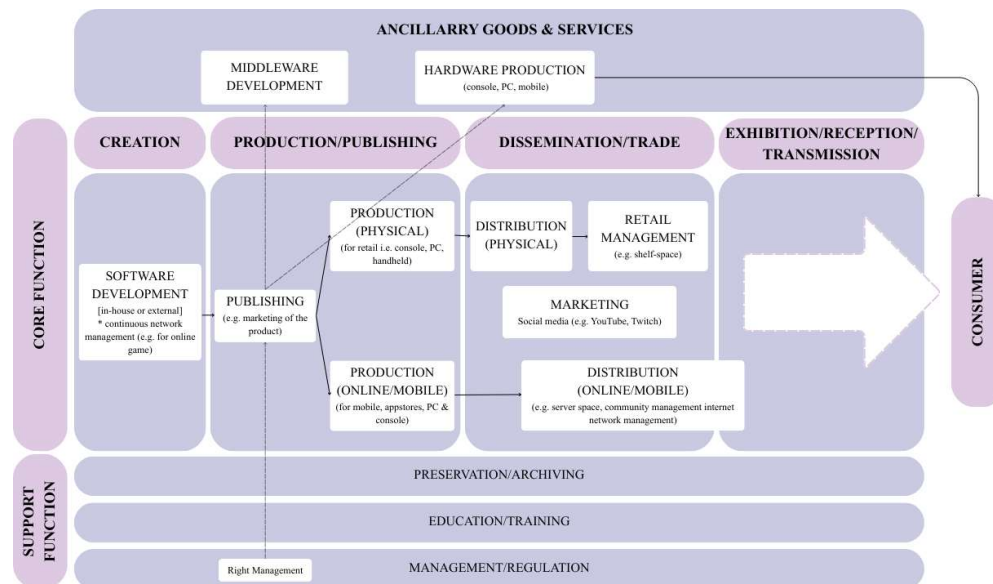 ANCILLARRY GOODS & SERVICES
MIDDLEWARE
DEVELOPMENT
HARDWARE PRODUCTION
(console, PC, mobile)
CREATION
PRODUCTION/PUBLISHING
DISSEMINATION/TRADE
EXHIBITION/RECEPTION/
TRANSMISSION
CORE FUNCTION
SOFTWARE
DEVELOPMENT
[in-house or external]
* continuous network
management (e.g. for online
game)
PUBLISHING
(e.g. marketing of the
product)
PRODUCTION
(PHYSICAL)
(for retail i.e. console, PC,
handheld)
PRODUCTION
(ONLINE/MOBILE)
(for mobile, appstores, PC &
console)
DISTRIBUTION
(PHYSICAL)
RETAIL
MANAGEMENT
(e.g. shelf-space)
MARKETING
Social media (e.g. YouTube, Twitch)
DISTRIBUTION
(ONLINE/MOBILE)
(e.g. server space, community management internet
network management)
CONSUMER
SUPPORT
FUNCTION
PRESERVATION/ARCHIVING
EDUCATION/TRAINING
Right Management
MANAGEMENT/REGULATION